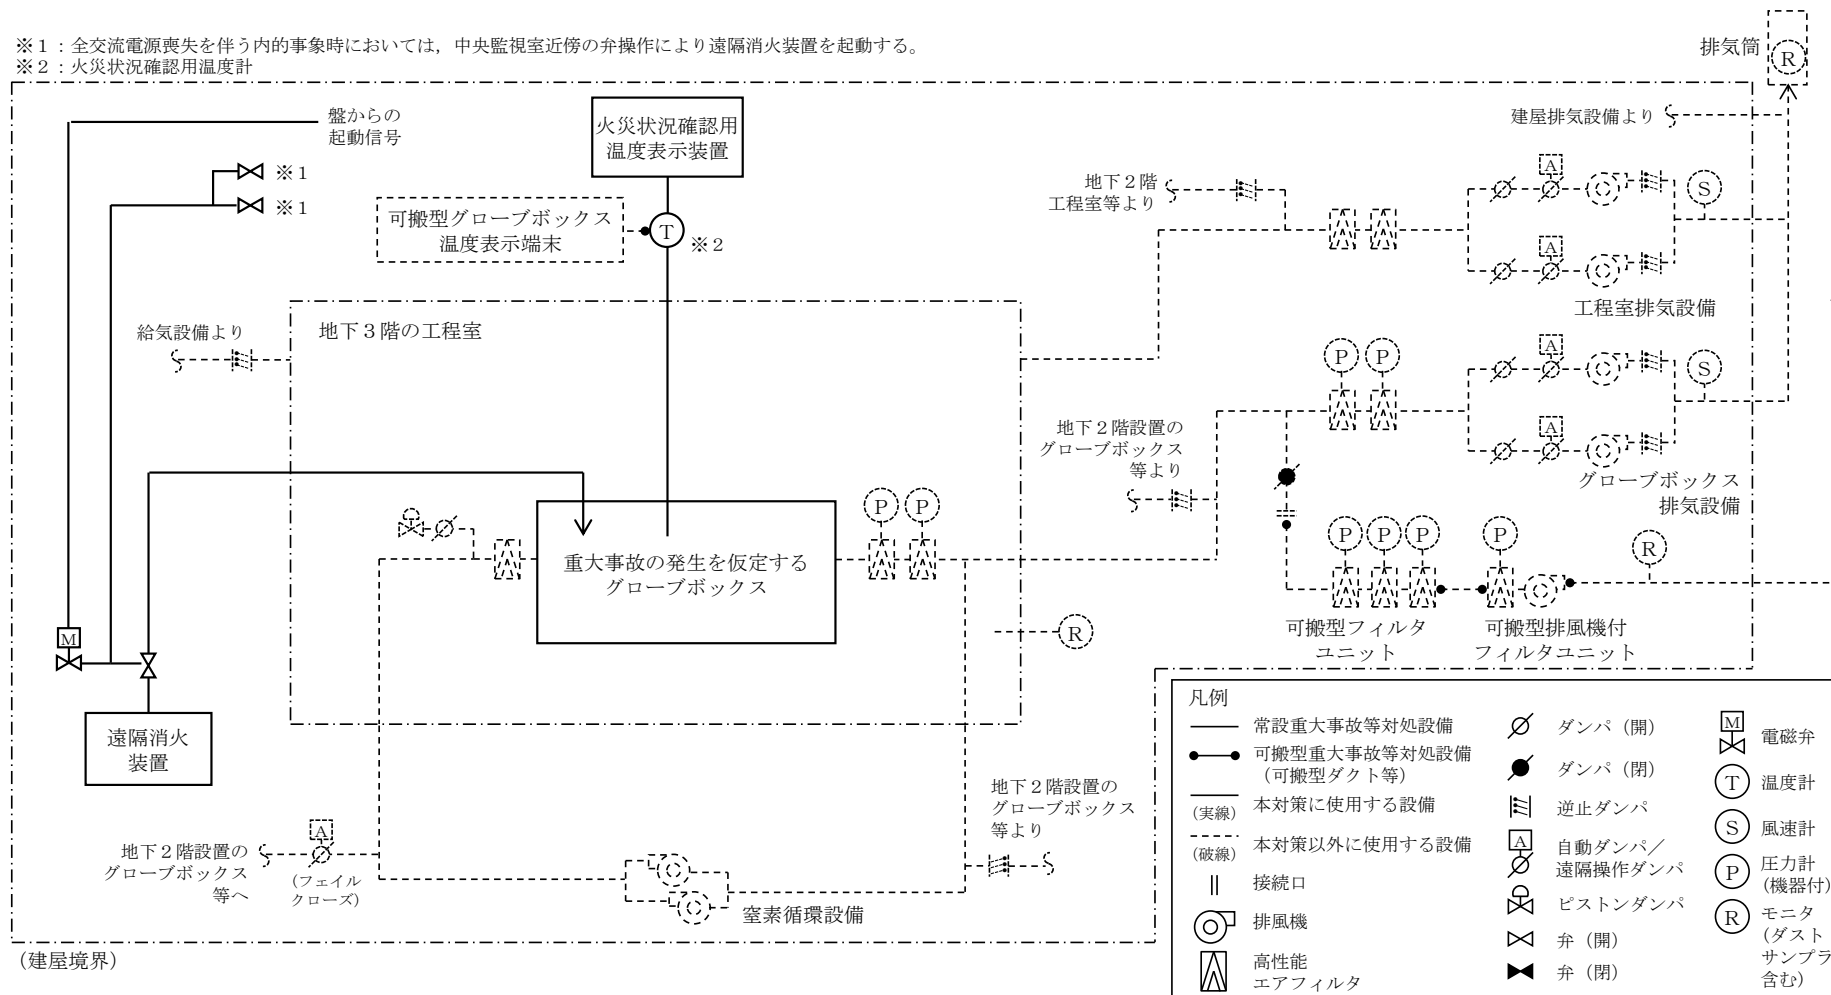 ※１：全交流電源喪失を伴う内的事象時においては，中央監視室近傍の弁操作により遠隔消火装置を起動する。
※２：火災状況確認用温度計
排気筒
R
盤からの
起動信号
※１
※１
火災状況確認用
温度表示装置
可搬型グローブボックス
温度表示端末
T
※２
建屋排気設備より
地下２階
工程室等より
A
S
A
工程室排気設備
給気設備より
地下３階の工程室
P
P
A
S
A
グローブボックス
排気設備
地下２階設置の
グローブボックス
等より
P
P
重大事故の発生を仮定する
グローブボックス
P
P
P
P
R
可搬型フィルタ
ユニット
可搬型排風機付
フィルタユニット
R
M
遠隔消火
装置
地下２階設置の
グローブボックス
等へ
A
（フェイル
クローズ）
窒素循環設備
地下２階設置の
グローブボックス
等より
（建屋境界）
凡例
常設重大事故等対処設備
可搬型重大事故等対処設備
（可搬型ダクト等）
（実線）
本対策に使用する設備
（破線）
本対策以外に使用する設備
接続口
排風機
高性能
エアフィルタ
ダンパ（開）
ダンパ（閉）
逆止ダンパ
A
自動ダンパ／
遠隔操作ダンパ
ピストンダンパ
弁（開）
弁（閉）
M
電磁弁
T
温度計
S
風速計
P
圧力計
（機器付）
R
モニタ
（ダスト
サンプラ
含む）